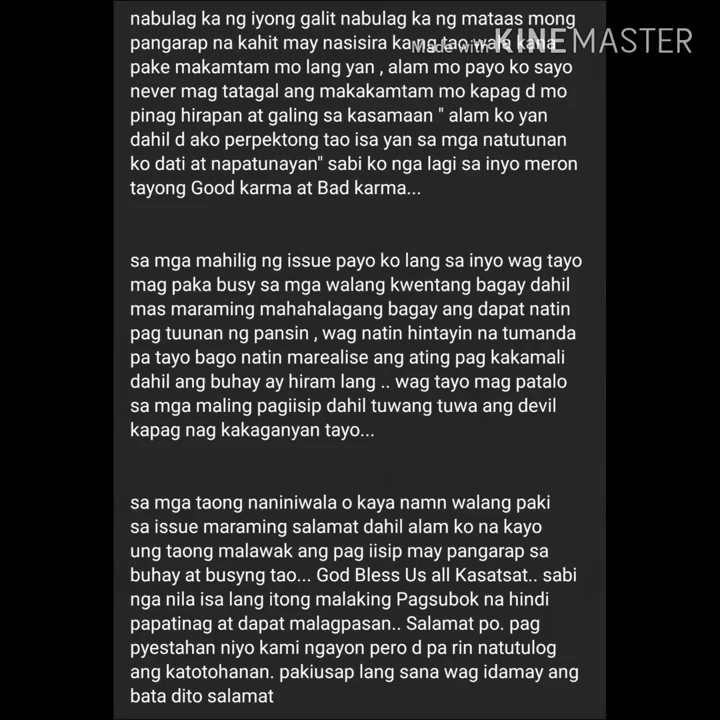 nabulag ka ng iyong galit nabulag ka ng mataas mong
pangarap na kahit may nasisira ka ng tao wala kana
Made with KINEMASTER
pake makamtam mo lang yan , alam mo payo ko sayo
never mag tatagal ang makakamtam mo kapag d mo
pinag hirapan at galing sa kasamaan " alam ko yan
dahil d ako perpektong tao isa yan sa mga natutunan
ko dati at napatunayan" sabi ko nga lagi sa inyo meron
tayong Good karma at Bad karma...
sa mga mahilig ng issue payo ko lang sa inyo wag tayo
mag paka busy sa mga walang kwentang bagay dahil
mas maraming mahahalagang bagay ang dapat natin
pag tuunan ng pansin , wag natin hintayin na tumanda
pa tayo bago natin marealise ang ating pag kakamali
dahil ang buhay ay hiram lang .. wag tayo mag patalo
sa mga maling pagiisip dahil tuwang tuwa ang devil
kapag nag kakaganyan tayo...
sa mga taong naniniwala o kaya namn walang paki
sa issue maraming salamat dahil alam ko na kayo
ung taong malawak ang pag iisip may pangarap sa
buhay at busyng tao... God Bless Us all Kasatsat.. sabi
nga nila isa lang itong malaking Pagsubok na hindi
papatinag at dapat malagpasan.. Salamat po. pag
pyestahan niyo kami ngayon pero d pa rin natutulog
ang katotohanan. pakiusap lang sana wag idamay ang
bata dito salamat